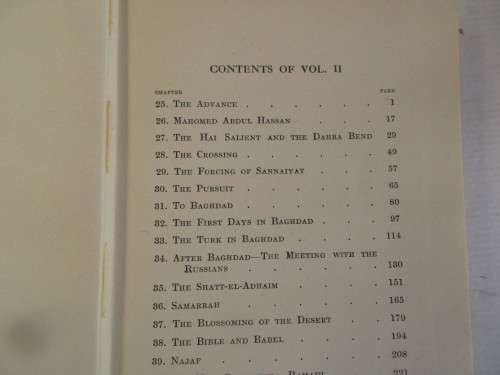 CONTENTS OF VOL. II
CHAPTER PAGE
25. THE ADVANCE . . . . . 1
26. MAHOMED ABDUL HASSAN . . . 17
27. THE HAI SALIENT AND THE DAHRA BEND 29
28. THE CROSSING . . . . . 49
29. THE FORCING OF SANNAIYAT . . . 57
30. THE PURSUIT . . . . . 65
31. TO BAGHDAD . . . . . 80
32. THE FIRST DAYS IN BAGHDAD . . . 97
33. THE TURK IN BAGHDAD . . . . 114
34. AFTER BAGHDAD—THE MEETING WITH THE
RUSSIANS . . . . . 130
35. THE SHATT-EL-ADHAIM . . . . 151
36. SAMARRAH . . . . . . 165
37. THE BLOSSOMING OF THE DESERT . . 179
38. THE BIBLE AND BABEL . . . . 194
39. NAJAF . . . . . . . 208
RAMADI 221